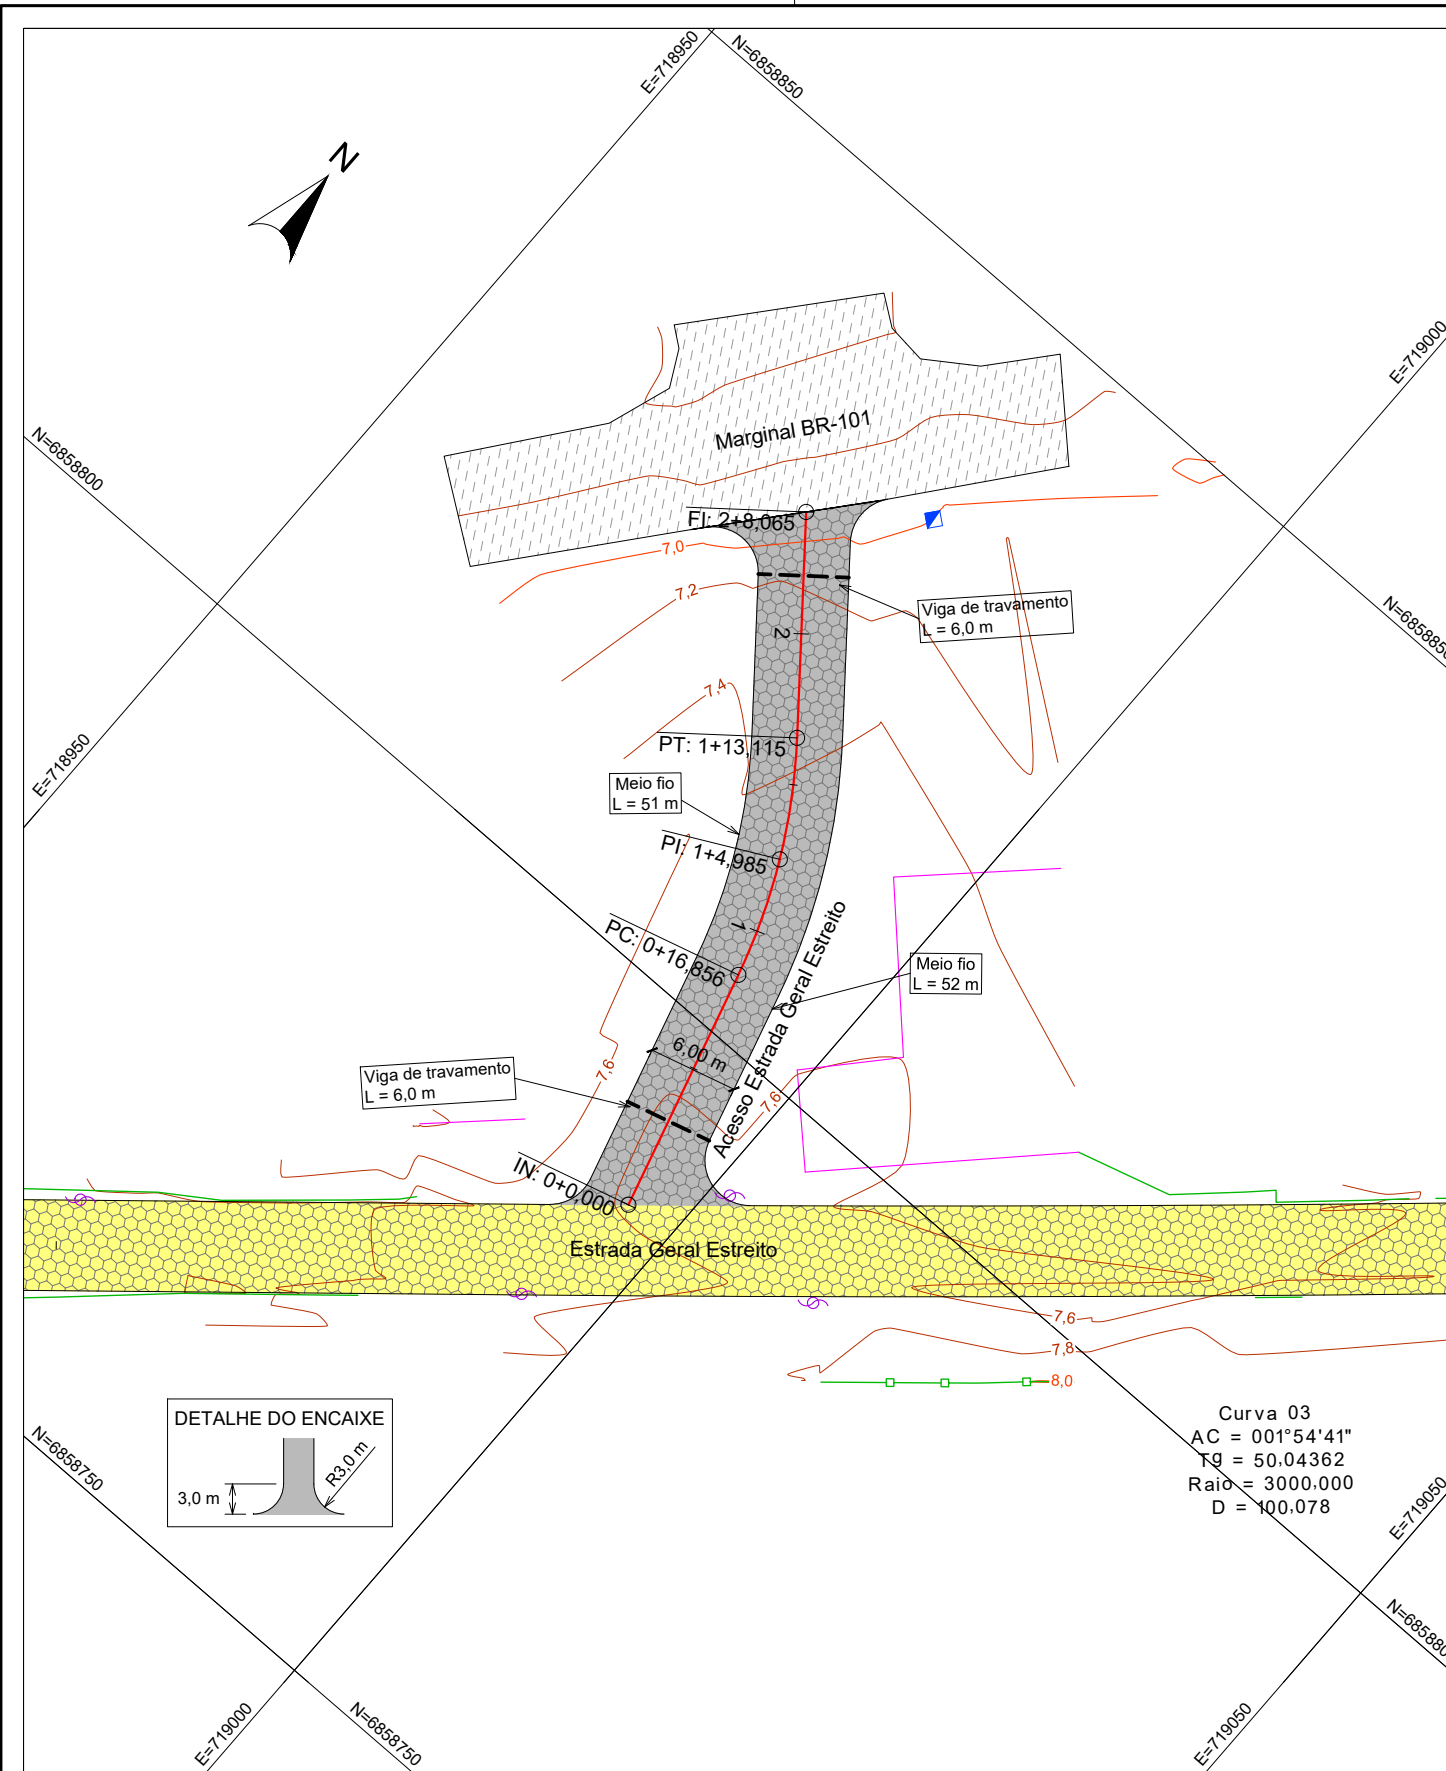 E=718950
N=6858850
N
E=719000
N=6858800
Marginal BR-101
FI: 2+8,065
7,0
7,2
Viga de travamento
L = 6,0 m
2
7,4
PT: 1+13,115
E=718950
Meio fio
L = 51 m
PI: 1+4,985
1
PC: 0+16,856
Acesso Estrada Geral Estreito
Meio fio
L = 52 m
6,00 m
7,6
7,6
Viga de travamento
L = 6,0 m
IN: 0+0,000
Estrada Geral Estreito
7,6
7,8
8,0
DETALHE DO ENCAIXE
3,0 m
R3,0 m
Curva 03
AC = 001°54'41"
Tg = 50,04362
Raio = 3000,000
D = 100,078
N=6858750
E=719050
E=719000
N=6858750
E=719050